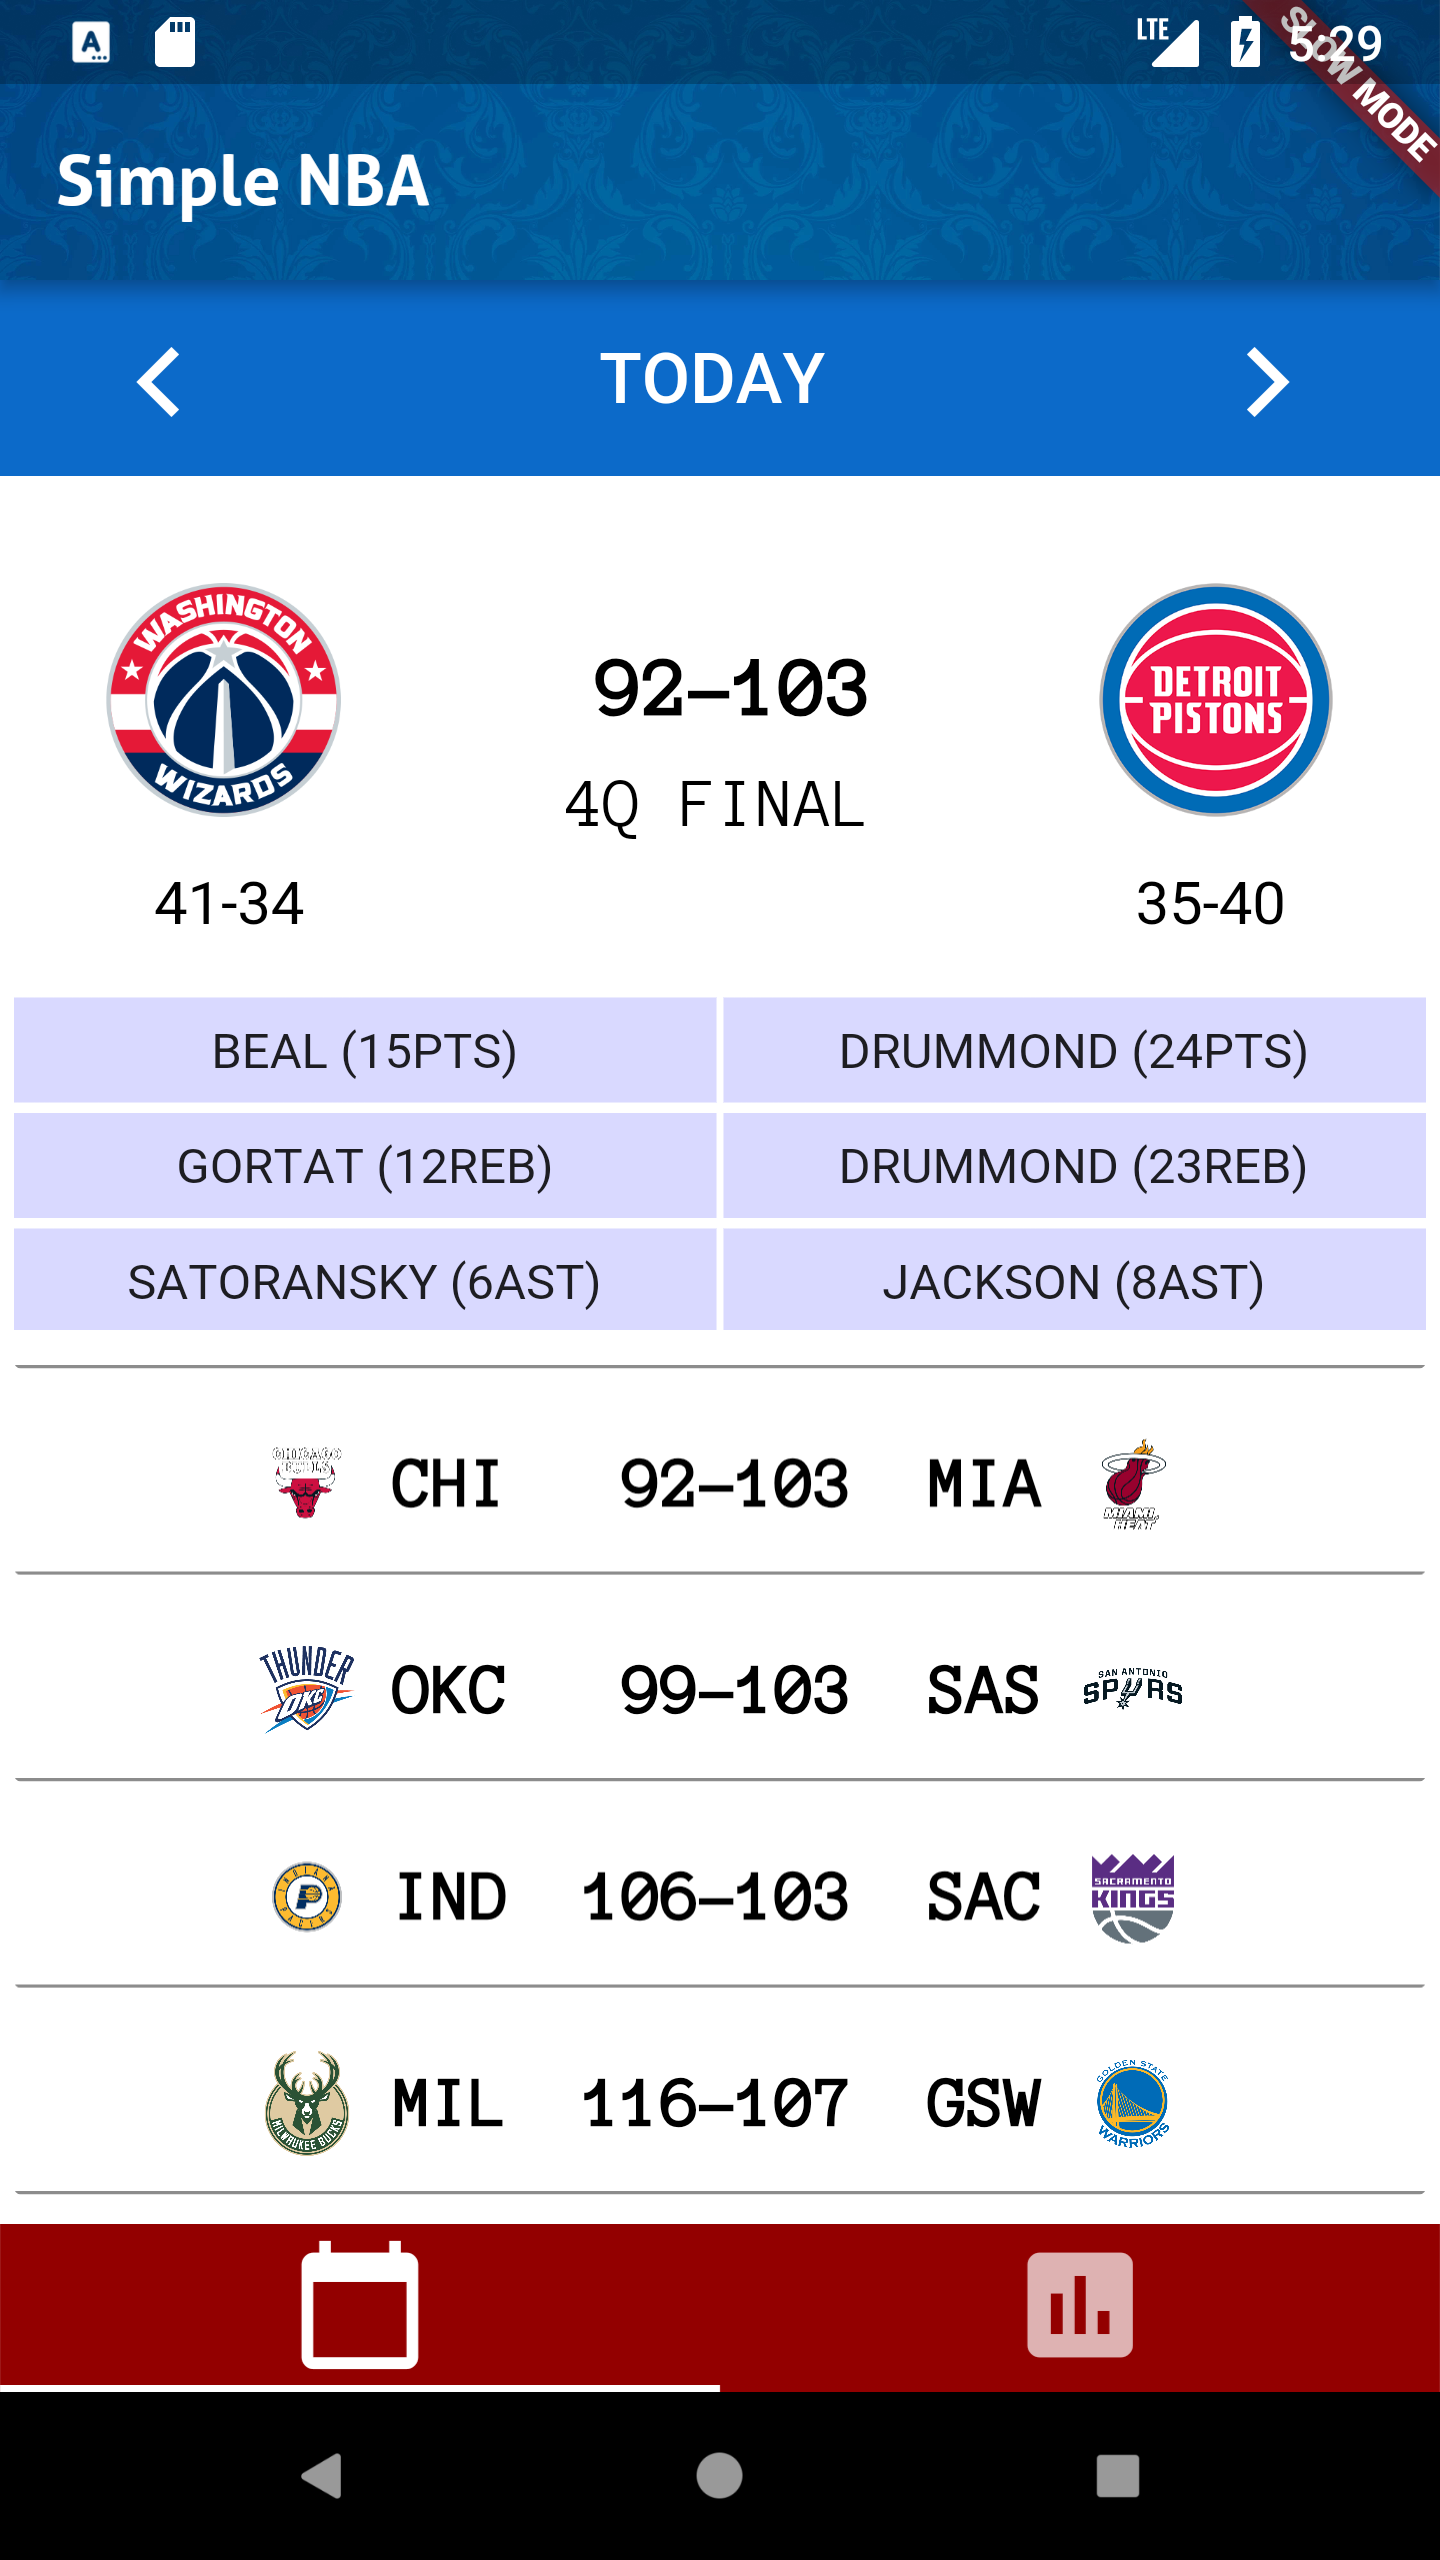 LTE 5:29
SLOW MODE
Simple NBA
TODAY
WASHINGTON
WIZARDS
DETROIT
PISTONS
92-103
4Q FINAL
41-34 35-40
BEAL (15PTS) DRUMMOND (24PTS)
GORTAT (12REB) DRUMMOND (23REB)
SATORANSKY (6AST) JACKSON (8AST)
CHICAGO
BULLS
CHI 92-103 MIA
MIAMI
HEAT
THUNDER
OKC
OKC 99-103 SAS
SAN ANTONIO
SPURS
INDIANA
PACERS
IND 106-103 SAC
SACRAMENTO
KINGS
MILWAUKEE BUCKS
MIL 116-107 GSW
GOLDEN STATE
WARRIORS